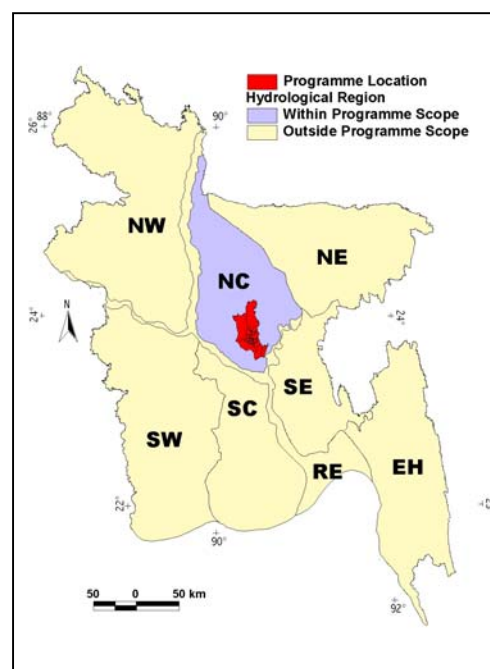 Programme Location
Hydrological Region
Within Programme Scope
Outside Programme Scope
26° 88°
90°
NW
NE
NC
N
24°
24°
SE
SC
SW
RE
EH
22°
90°
92°
50 0 50 km